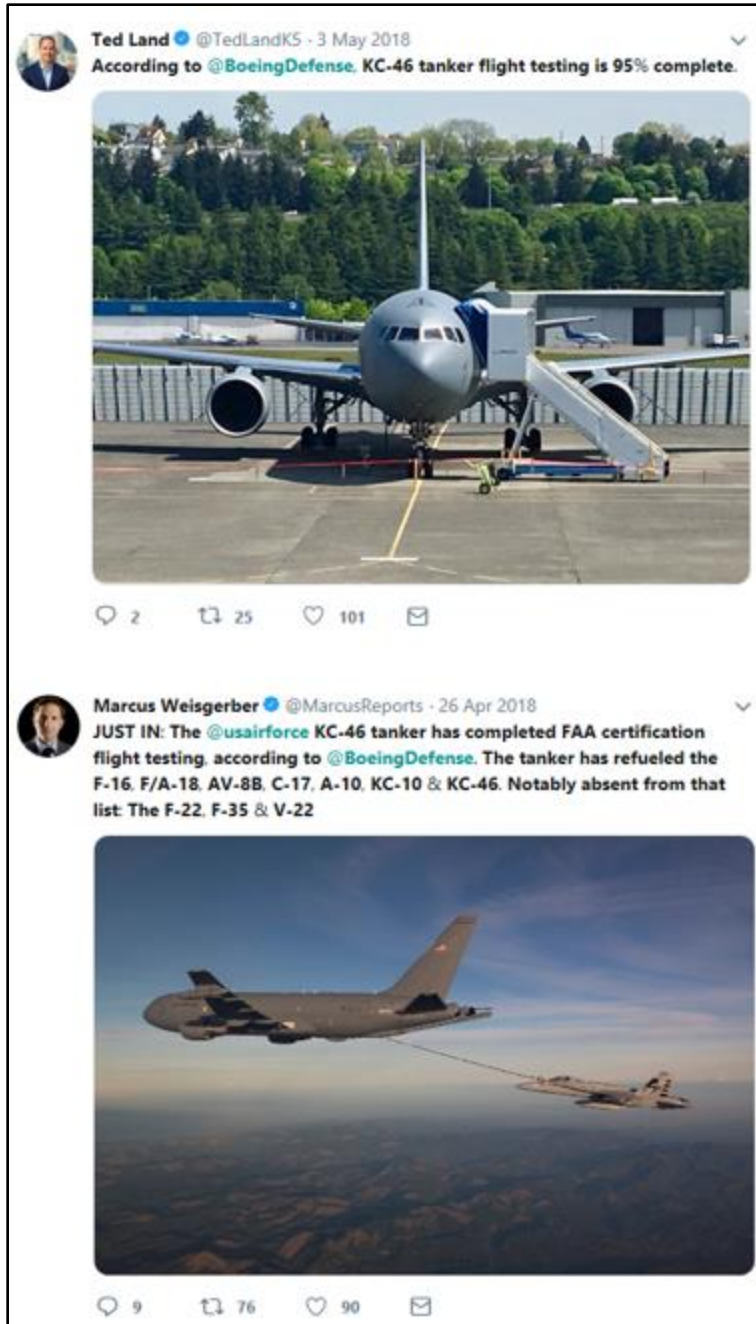 Ted Land @TedLandK5 · 3 May 2018
According to @BoeingDefense, KC-46 tanker flight testing is 95% complete.
2 25 101
Marcus Weisgerber @MarcusReports · 26 Apr 2018
JUST IN: The @usairforce KC-46 tanker has completed FAA certification
flight testing, according to @BoeingDefense. The tanker has refueled the
F-16, F/A-18, AV-8B, C-17, A-10, KC-10 & KC-46. Notably absent from that
list: The F-22, F-35 & V-22
9 76 90